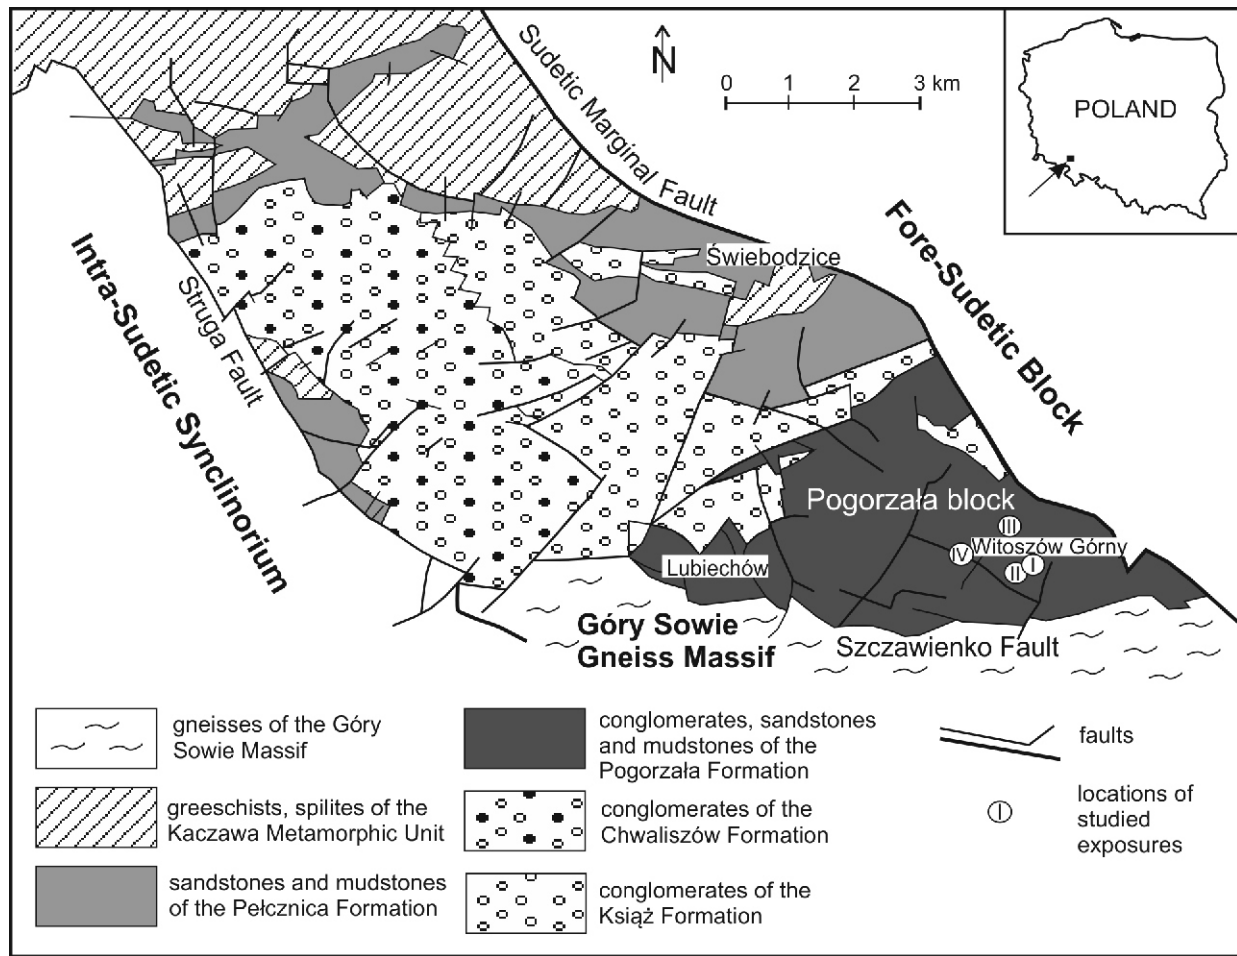 N
0 1 2 3 km
POLAND
Sudetic Marginal Fault
Fore-Sudetic Block
Świebodzice
Struga Fault
Intra-Sudetic Synclinorium
Pogorzała block
III
Witoszów Górny
IV
I
II
Lubiechów
Góry Sowie
Gneiss Massif
Szczawienko Fault
gneisses of the Góry
Sowie Massif
greeschists, spilites of the
Kaczawa Metamorphic Unit
sandstones and mudstones
of the Pełcznica Formation
conglomerates, sandstones
and mudstones of the
Pogorzała Formation
conglomerates of the
Chwaliszów Formation
conglomerates of the
Książ Formation
faults
I
locations of
studied
exposures